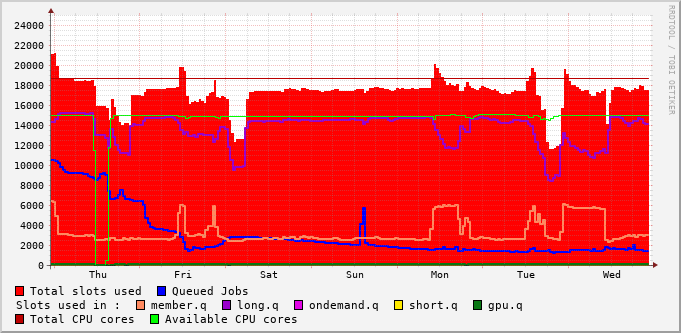 RRDTOOL / TOBI OETIKER
24000
22000
20000
18000
16000
14000
12000
10000
8000
6000
4000
2000
0
Thu Fri Sat Sun Mon Tue Wed
Total slots used Queued Jobs
Slots used in : member.q long.q ondemand.q short.q gpu.q
Total CPU cores Available CPU cores